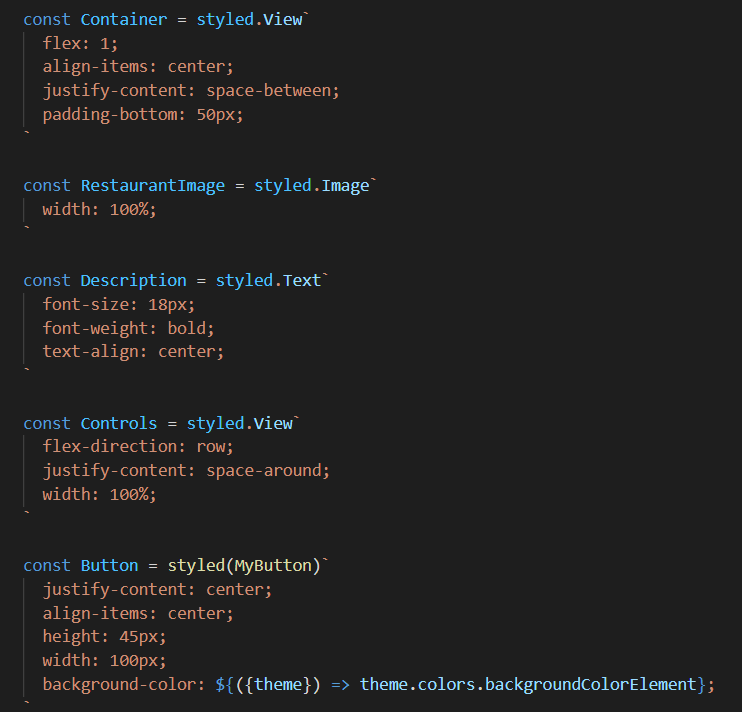 const Container = styled.View`
  flex: 1;
  align-items: center;
  justify-content: space-between;
  padding-bottom: 50px;
`
const RestaurantImage = styled.Image`
  width: 100%;
`
const Description = styled.Text`
  font-size: 18px;
  font-weight: bold;
  text-align: center;
`
const Controls = styled.View`
  flex-direction: row;
  justify-content: space-around;
  width: 100%;
`
const Button = styled(MyButton)`
  justify-content: center;
  align-items: center;
  height: 45px;
  width: 100px;
  background-color: ${({theme}) => theme.colors.backgroundColorElement};
`